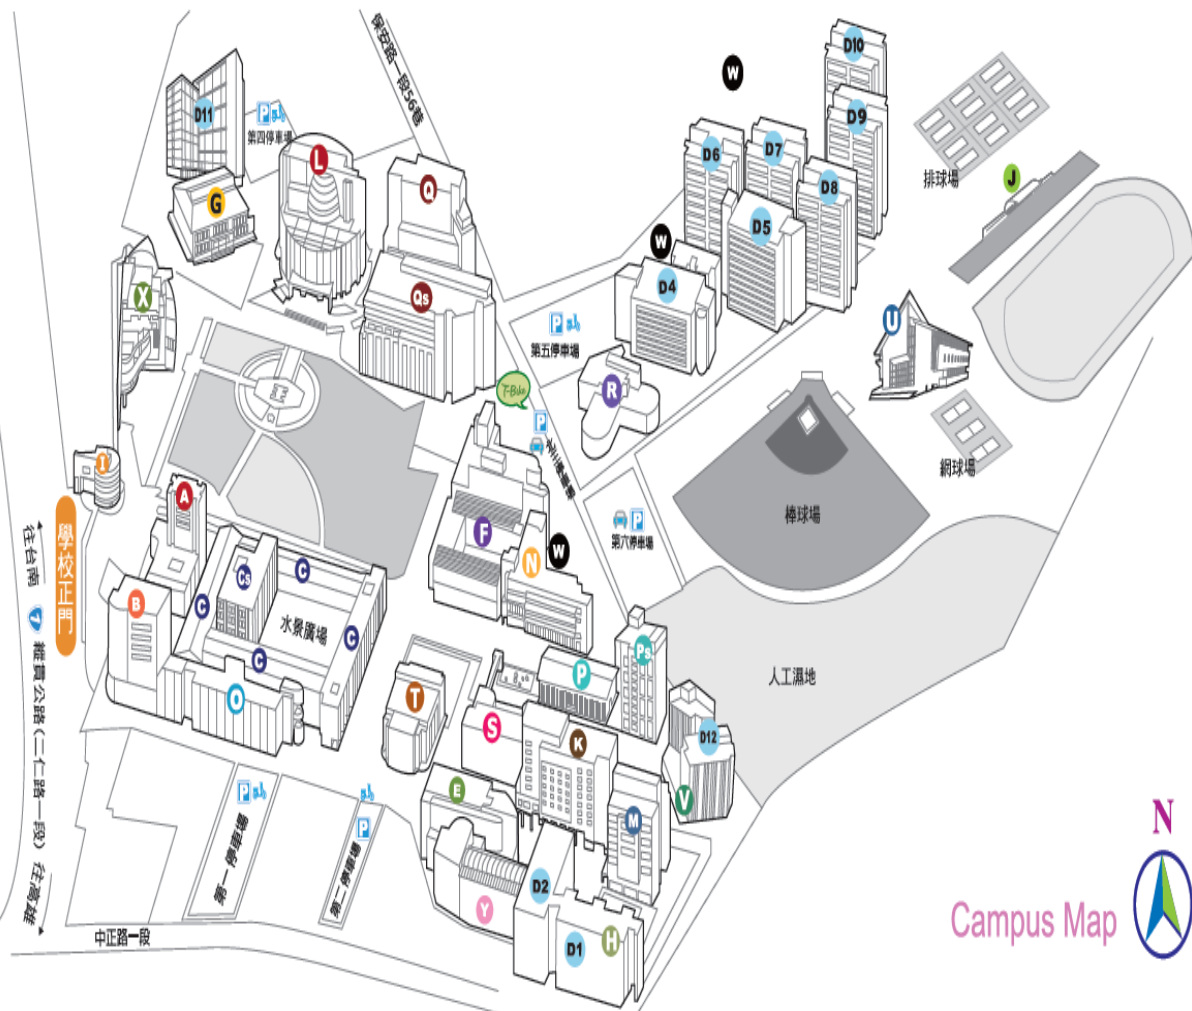 保安路一段56巷
D10
W
D11
P
第四停車場
D9
D6
D7
L
D8
排球場
J
Q
G
D5
W
D4
X
Qs
U
P
第五停車場
R
T-Bike
P
網球場
I
A
棒球場
P
第六停車場
F
N
W
學校正門
往台南
7
縱貫公路(二仁路一段)
往高雄
Cs
C
C
B
水景廣場
C
C
Ps
P
人工濕地
O
T
S
K
D12
E
V
M
P
第一停車場
P
第二停車場
D2
Y
D1
H
N
Campus Map
中正路一段